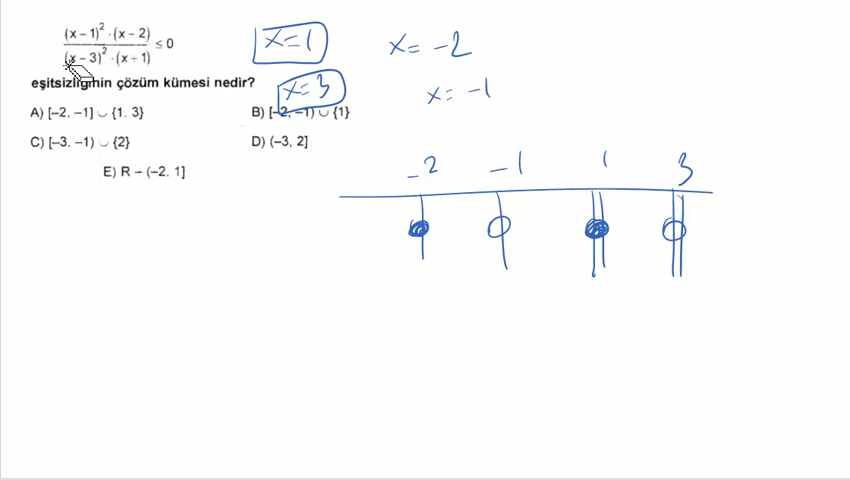 (x − 1)² · (x − 2)
(x − 3)² · (x + 1) ≤ 0
eşitsizliğinin çözüm kümesi nedir?
A) [−2, −1] ∪ {1, 3}
B) [−2, −1) ∪ {1}
C) [−3, −1) ∪ {2}
D) (−3, 2]
E) R − (−2, 1]
x=1
x= −2
x=3
x= −1
−2 −1 1 3